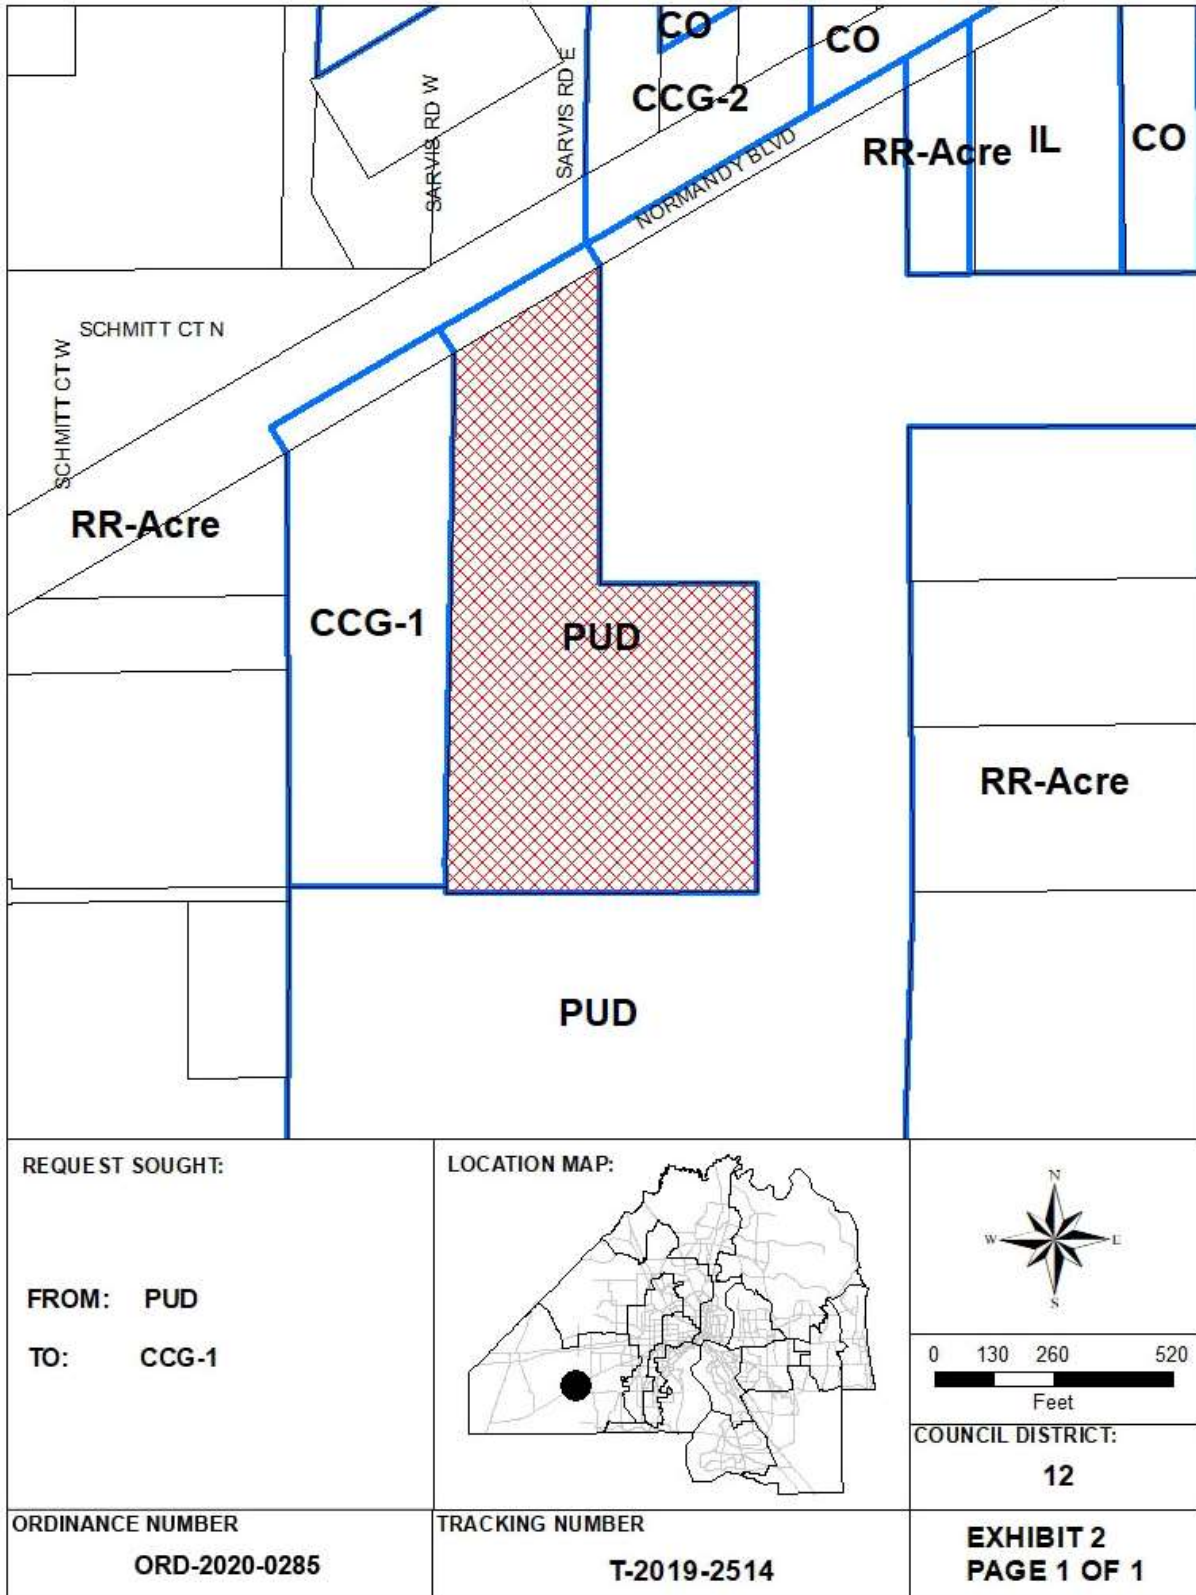 CO
CO
SARVIS RD W
SARVIS RD E
CCG-2
NORMANDY BLVD
RR-Acre
IL
CO
SCHMITT CT N
SCHMITT CT W
RR-Acre
CCG-1
PUD
RR-Acre
PUD
REQUEST SOUGHT:
FROM: PUD
TO: CCG-1
LOCATION MAP:
N
W E
S
0 130 260 520
Feet
COUNCIL DISTRICT:
12
ORDINANCE NUMBER
ORD-2020-0285
TRACKING NUMBER
T-2019-2514
EXHIBIT 2
PAGE 1 OF 1